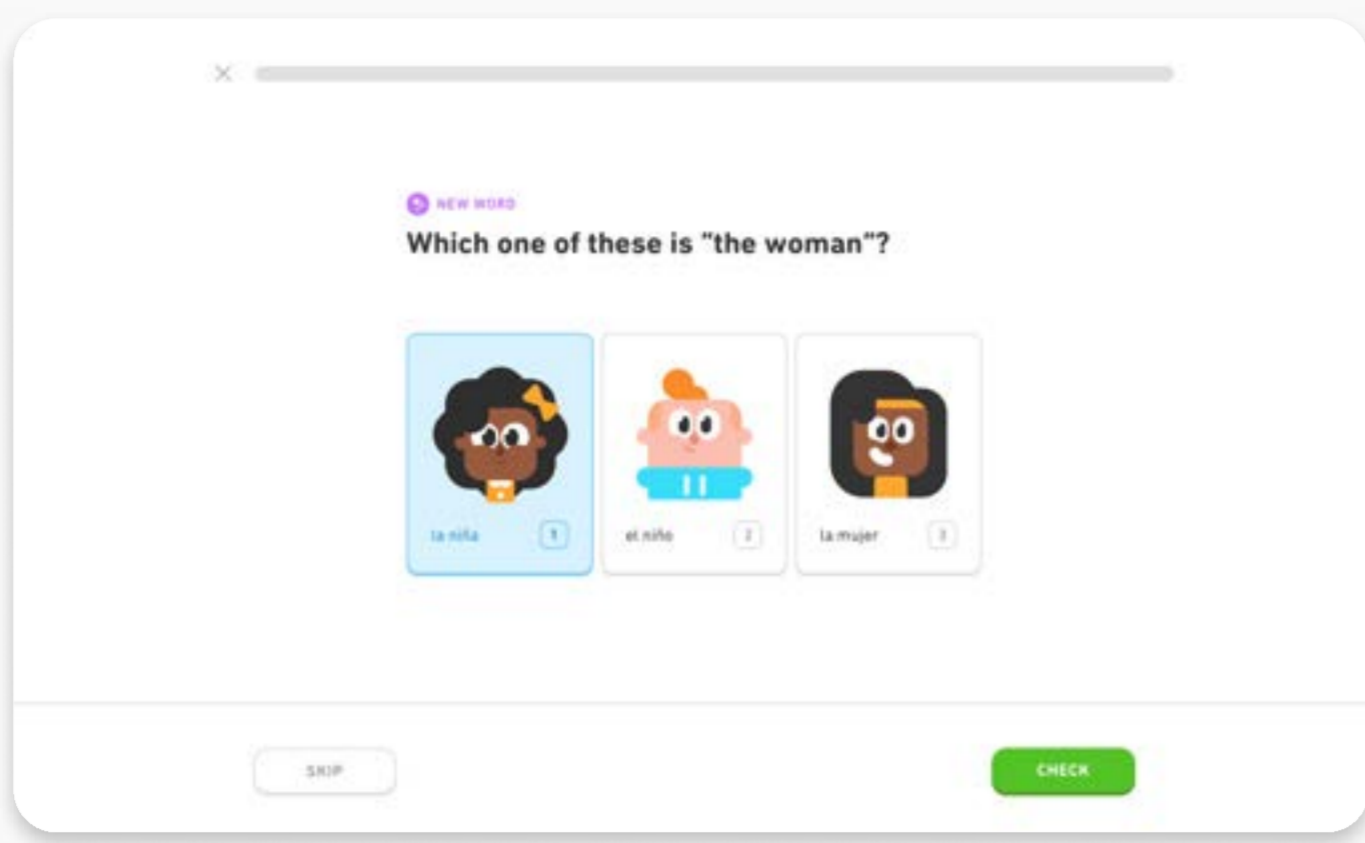 NEW WORD
Which one of these is "the woman"?
la niña
1
el niño
2
la mujer
3
SKIP
CHECK